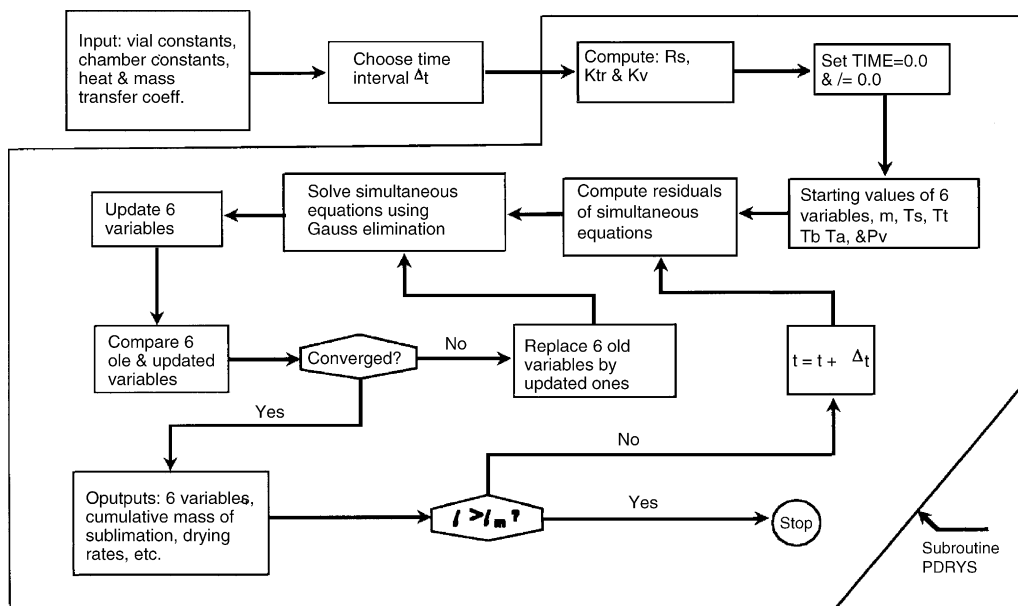 Input: vial constants,
chamber constants,
heat & mass
transfer coeff.
Choose time
interval Δt
Compute: Rs,
Ktr & Kv
Set TIME=0.0
& l= 0.0
Starting values of 6
variables, m, Ts, Tt
Tb Ta, &Pv
Compute residuals
of simultaneous
equations
Solve simultaneous
equations using
Gauss elimination
Update 6
variables
Compare 6
ole & updated
variables
Converged?
No
Replace 6 old
variables by
updated ones
t = t + Δt
Yes
No
Oputputs: 6 variables,
cumulative mass of
sublimation, drying
rates, etc.
l > l m ?
Yes
Stop
Subroutine
PDRYS